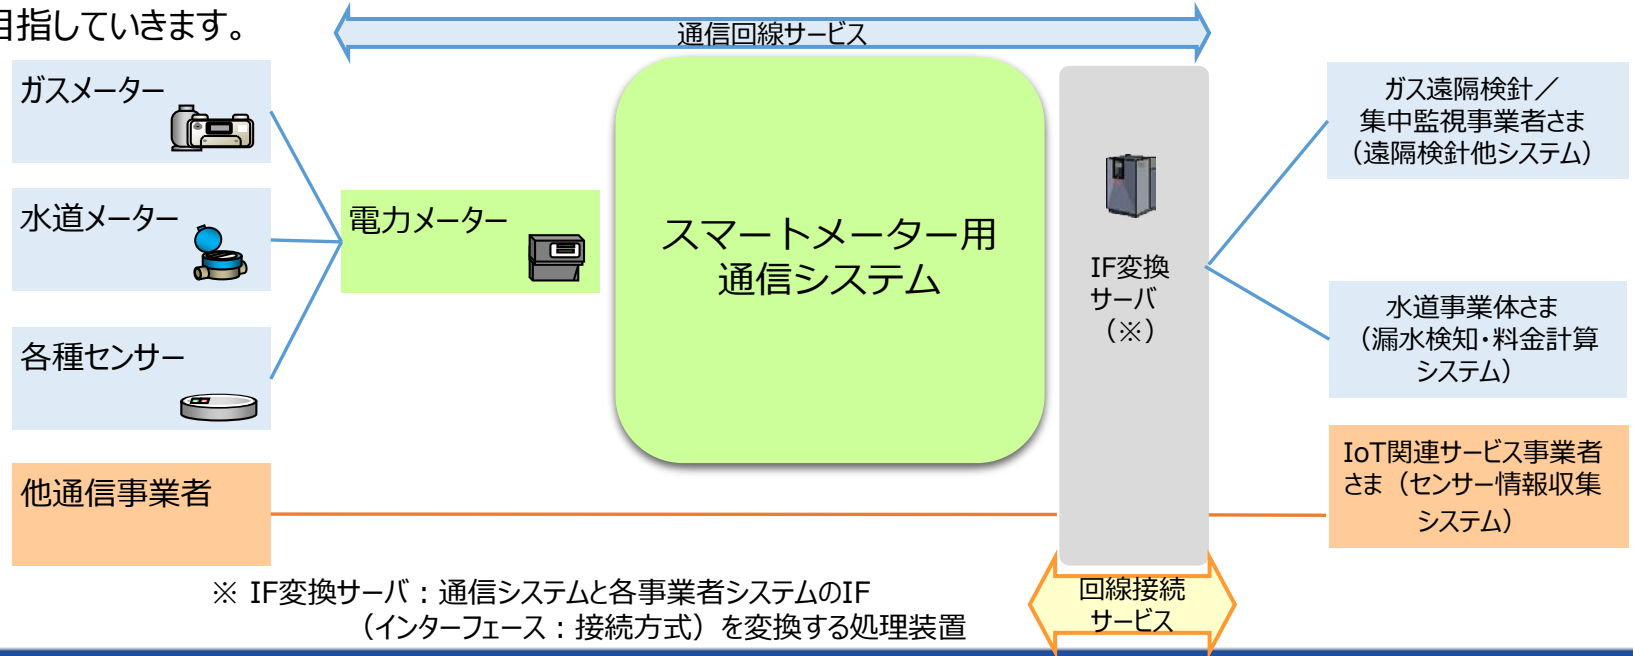 目指していきます。
通信回線サービス
ガスメーター
水道メーター
各種センサー
他通信事業者
電力メーター
スマートメーター用
通信システム
IF変換
サーバ
（※）
ガス遠隔検針／
集中監視事業者さま
（遠隔検針他システム）
水道事業体さま
（漏水検知・料金計算
システム）
IoT関連サービス事業者
さま（センサー情報収集
システム）
※ IF変換サーバ：通信システムと各事業者システムのIF
（インターフェース：接続方式）を変換する処理装置
回線接続
サービス